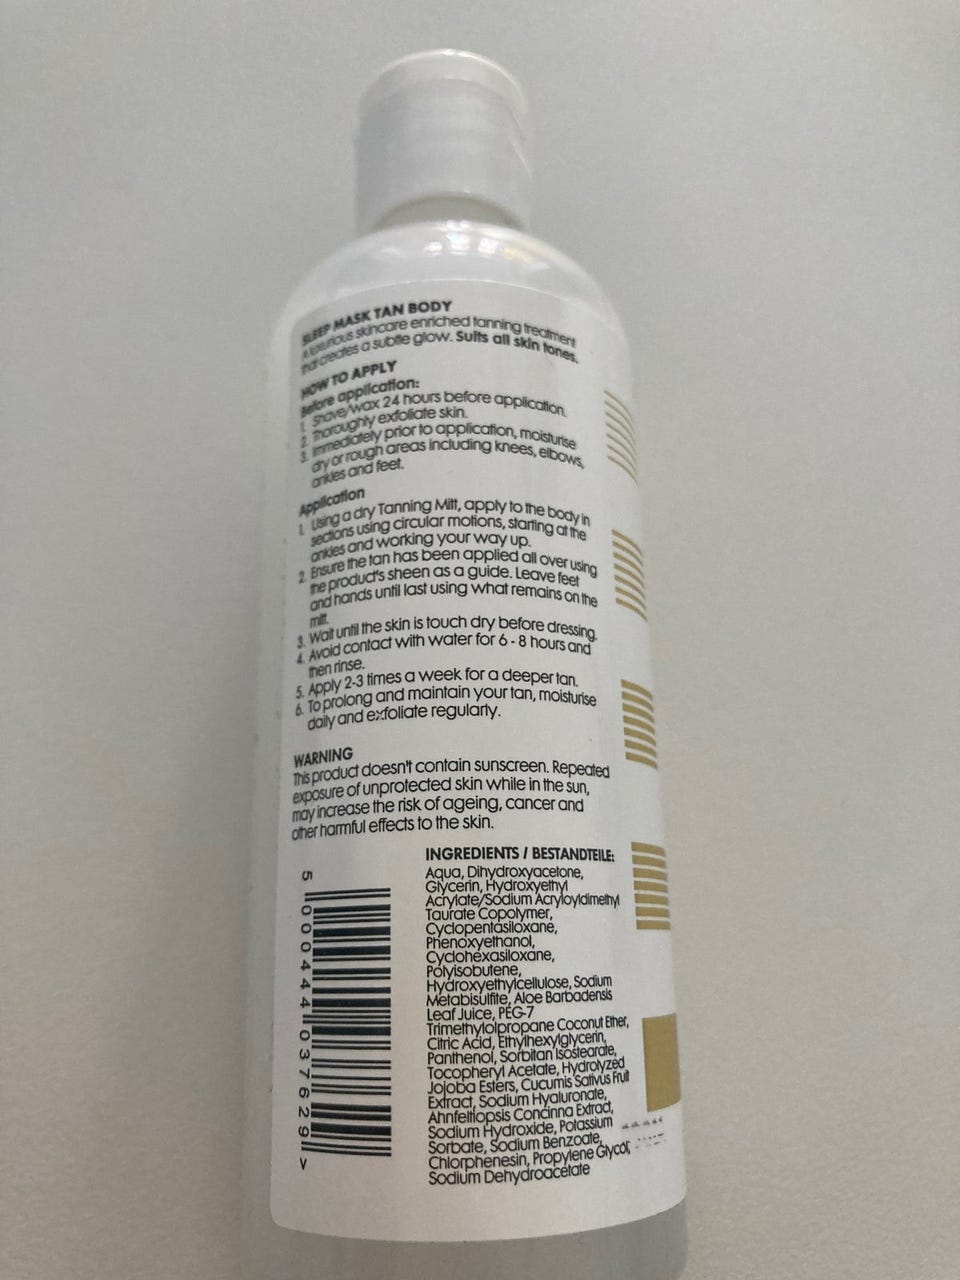 SLEEP MASK TAN BODY
A luxurious skincare enriched tanning treatment
that creates a subtle glow. Suits all skin tones.
HOW TO APPLY
Before application:
1. Shave/wax 24 hours before application.
2. Thoroughly exfoliate skin.
3. Immediately prior to application, moisturise
dry or rough areas including knees, elbows,
ankles and feet.
Application
1. Using a dry Tanning Mitt, apply to the body in
sections using circular motions, starting at the
ankles and working your way up.
2. Ensure the tan has been applied all over using
the product's sheen as a guide. Leave feet
and hands until last using what remains on the
mitt.
3. Wait until the skin is touch dry before dressing.
4. Avoid contact with water for 6 - 8 hours and
then rinse.
5. Apply 2-3 times a week for a deeper tan.
6. To prolong and maintain your tan, moisturise
daily and exfoliate regularly.
WARNING
This product doesn't contain sunscreen. Repeated
exposure of unprotected skin while in the sun,
may increase the risk of ageing, cancer and
other harmful effects to the skin.
INGREDIENTS / BESTANDTEILE:
Aqua, Dihydroxyacetone,
Glycerin, Hydroxyethyl
Acrylate/Sodium Acryloyldimethyl
Taurate Copolymer,
Cyclopentasiloxane,
Phenoxyethanol,
Cyclohexasiloxane,
Polyisobutene,
Hydroxyethylcellulose, Sodium
Metabisulfite, Aloe Barbadensis
Leaf Juice, PEG-7
Trimethylolpropane Coconut Ether,
Citric Acid, Ethylhexylglycerin,
Panthenol, Sorbitan Isostearate,
Tocopheryl Acetate, Hydrolyzed
Jojoba Esters, Cucumis Sativus Fruit
Extract, Sodium Hyaluronate,
Ahnfeltiopsis Concinna Extract,
Sodium Hydroxide, Potassium
Sorbate, Sodium Benzoate,
Chlorphenesin, Propylene Glycol,
Sodium Dehydroacetate
5 000444 037629 >